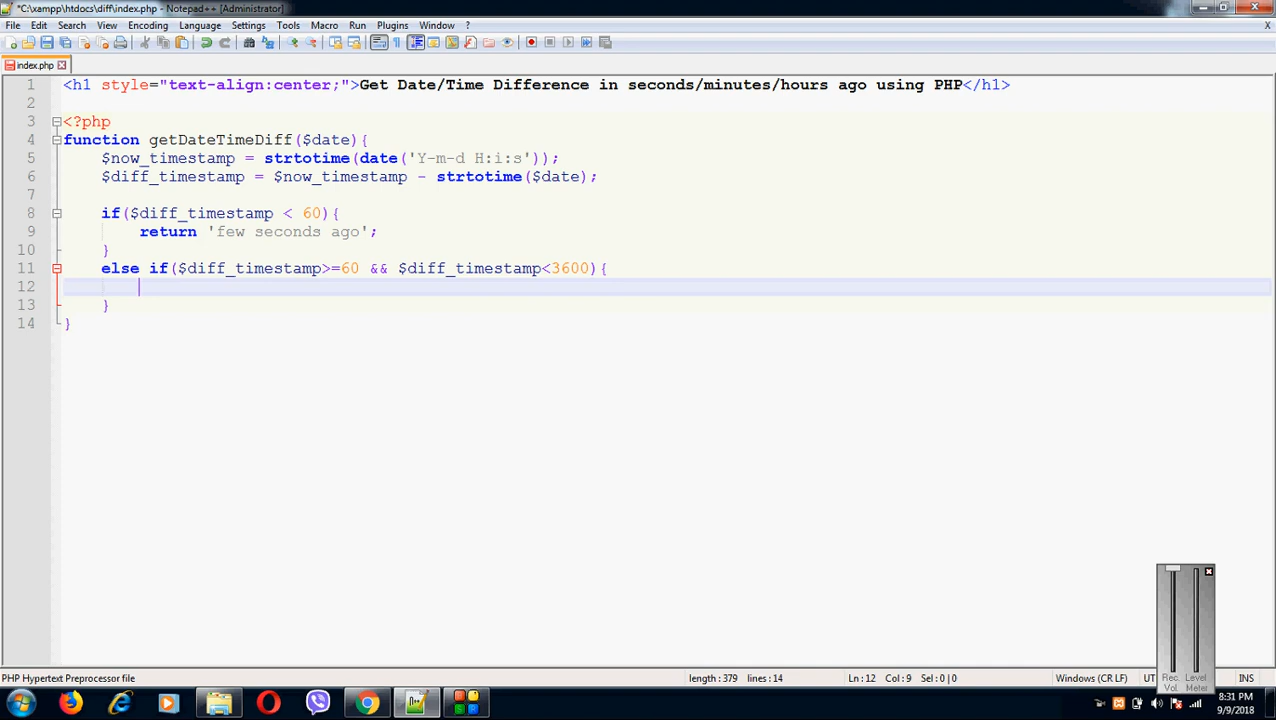 *C:\xampp\htdocs\diff\index.php - Notepad++ [Administrator]
File Edit Search View Encoding Language Settings Tools Macro Run Plugins Window ?
X
index.php
1 <h1 style="text-align:center;">Get Date/Time Difference in seconds/minutes/hours ago using PHP</h1>
2
3 <?php
4 function getDateTimeDiff($date){
5 $now_timestamp = strtotime(date('Y-m-d H:i:s'));
6 $diff_timestamp = $now_timestamp - strtotime($date);
7
8 if($diff_timestamp < 60){
9 return 'few seconds ago';
10 }
11 else if($diff_timestamp>=60 && $diff_timestamp<3600){
12
13 }
14 }
Rec. Level
Vol. Meter
PHP Hypertext Preprocessor file length: 379 lines: 14 Ln: 12 Col: 9 Sel: 0 | 0 Windows (CR LF) UT INS
8:31 PM
9/9/2018